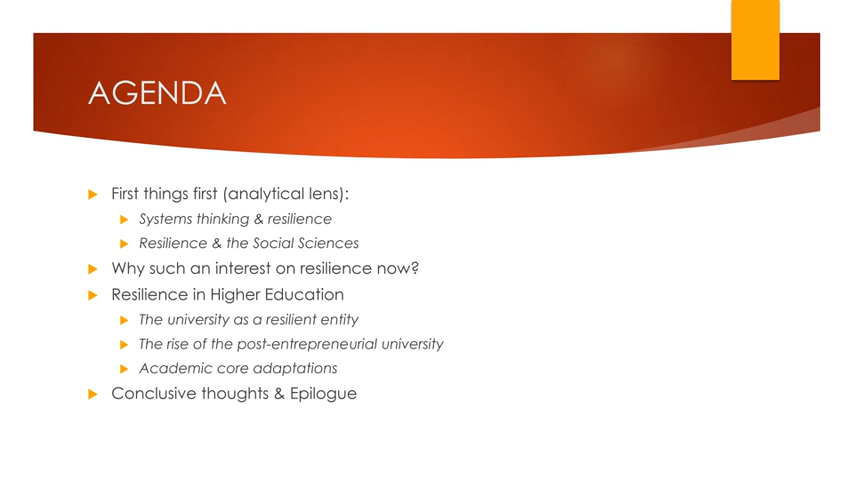 AGENDA
First things first (analytical lens):
Systems thinking & resilience
Resilience & the Social Sciences
Why such an interest on resilience now?
Resilience in Higher Education
The university as a resilient entity
The rise of the post-entrepreneurial university
Academic core adaptations
Conclusive thoughts & Epilogue